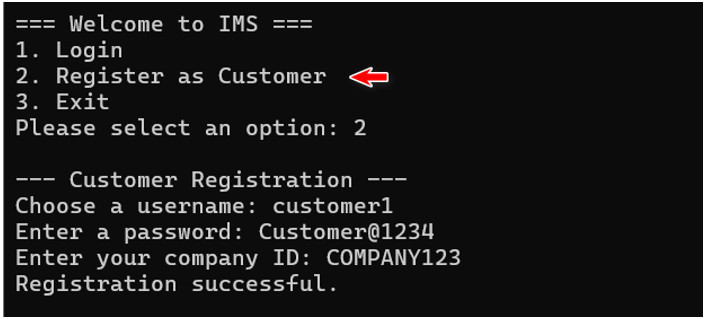 === Welcome to IMS ===
1. Login
2. Register as Customer
3. Exit
Please select an option: 2
--- Customer Registration ---
Choose a username: customer1
Enter a password: Customer@1234
Enter your company ID: COMPANY123
Registration successful.